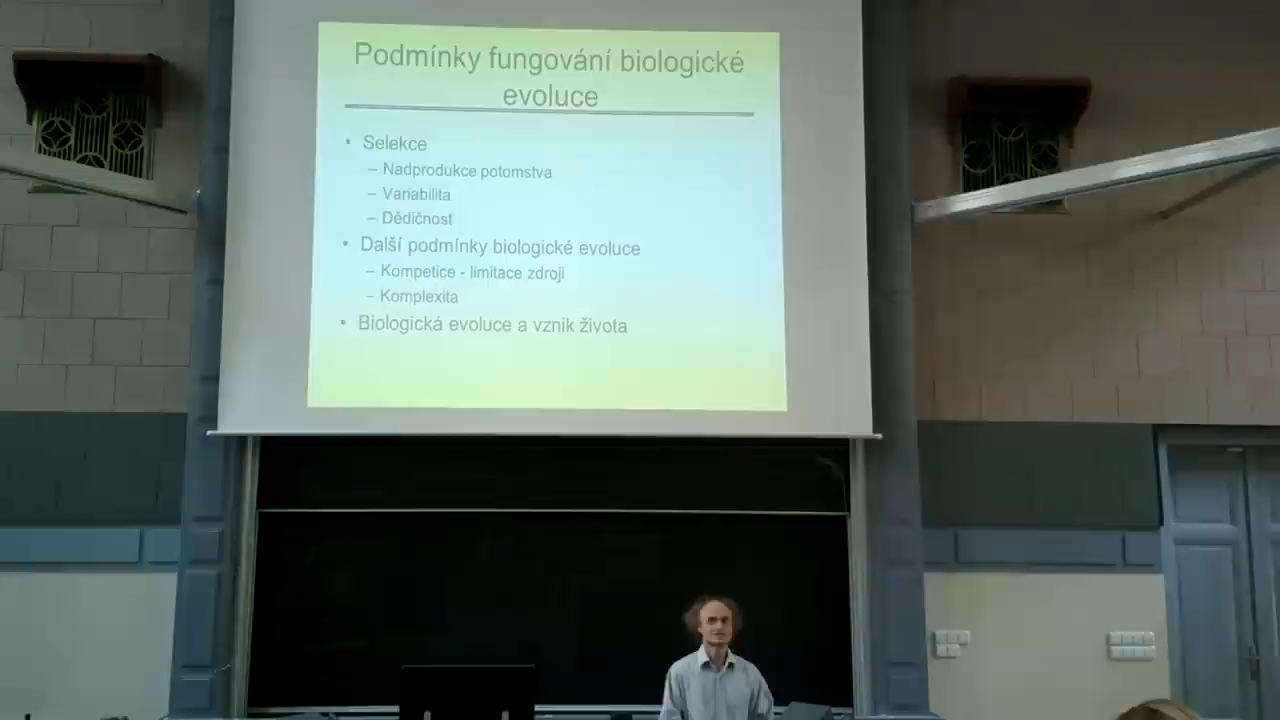 Podmínky fungování biologické
evoluce
• Selekce
– Nadprodukce potomstva
– Variabilita
– Dědičnost
• Další podmínky biologické evoluce
– Kompetice - limitace zdroji
– Komplexita
• Biologická evoluce a vznik života